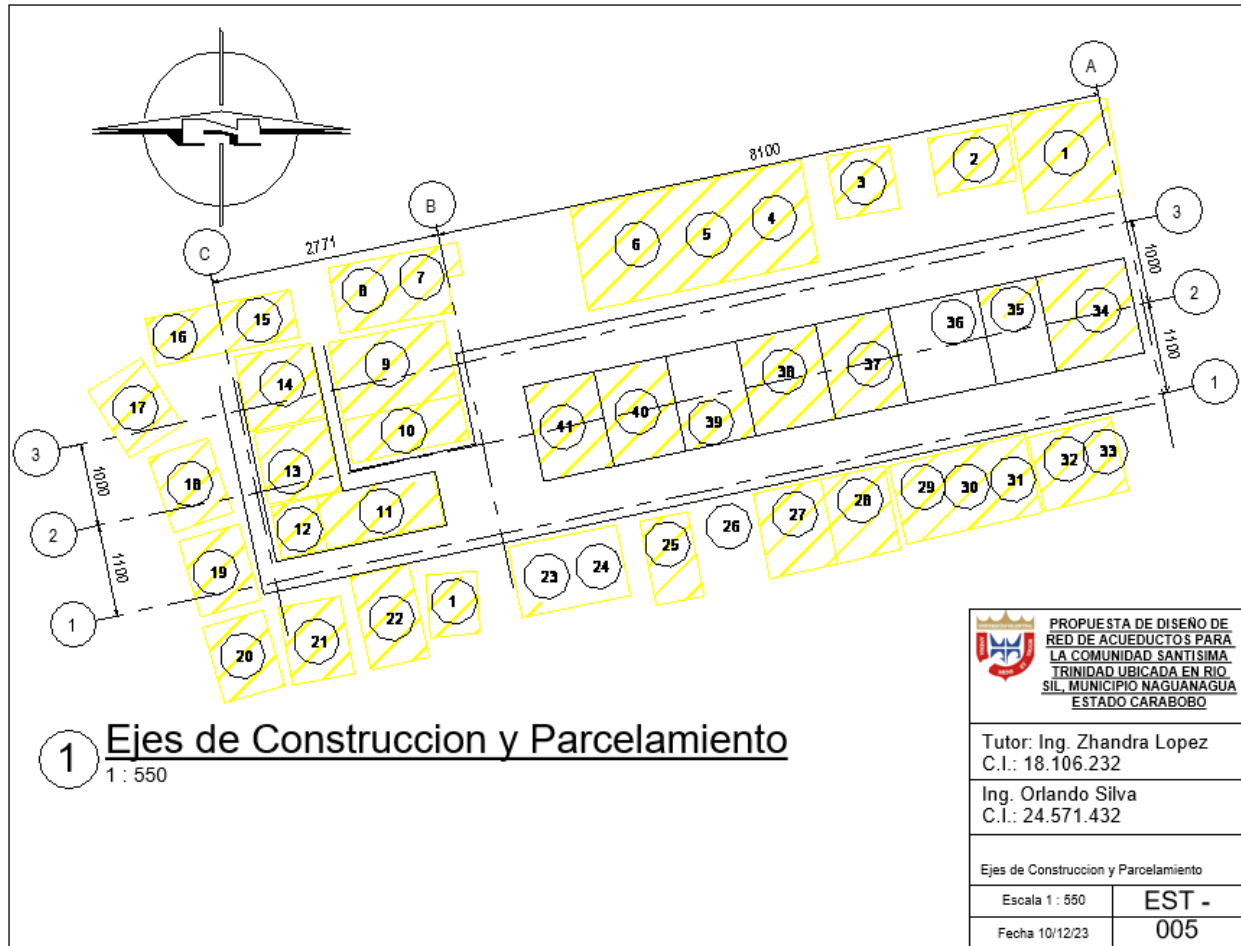 A
8100
2
1
3
4
5
6
3
B
2771
C
7
8
1000
2
15
16
35
34
36
1100
9
37
38
1
14
17
40
39
41
10
3
13
18
1000
33
32
31
30
29
28
27
11
12
2
26
25
1100
19
24
23
1
1
22
21
20
1 Ejes de Construccion y Parcelamiento
1 : 550
PROPUESTA DE DISEÑO DE
RED DE ACUEDUCTOS PARA
LA COMUNIDAD SANTISIMA
TRINIDAD UBICADA EN RIO
SIL, MUNICIPIO NAGUANAGUA
ESTADO CARABOBO
Tutor: Ing. Zhandra Lopez
C.I.: 18.106.232
Ing. Orlando Silva
C.I.: 24.571.432
Ejes de Construccion y Parcelamiento
Escala 1 : 550
EST -
005
Fecha 10/12/23